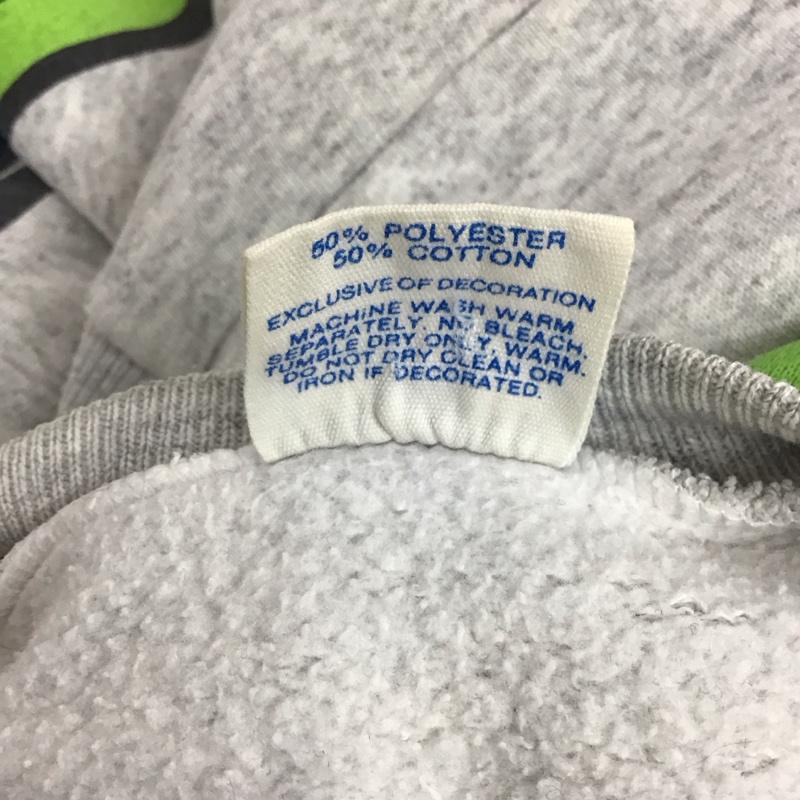 50% POLYESTER
50% COTTON
EXCLUSIVE OF DECORATION
MACHINE WASH WARM
SEPARATELY. NO BLEACH.
TUMBLE DRY ONLY, WARM.
DO NOT DRY CLEAN OR
IRON IF DECORATED.